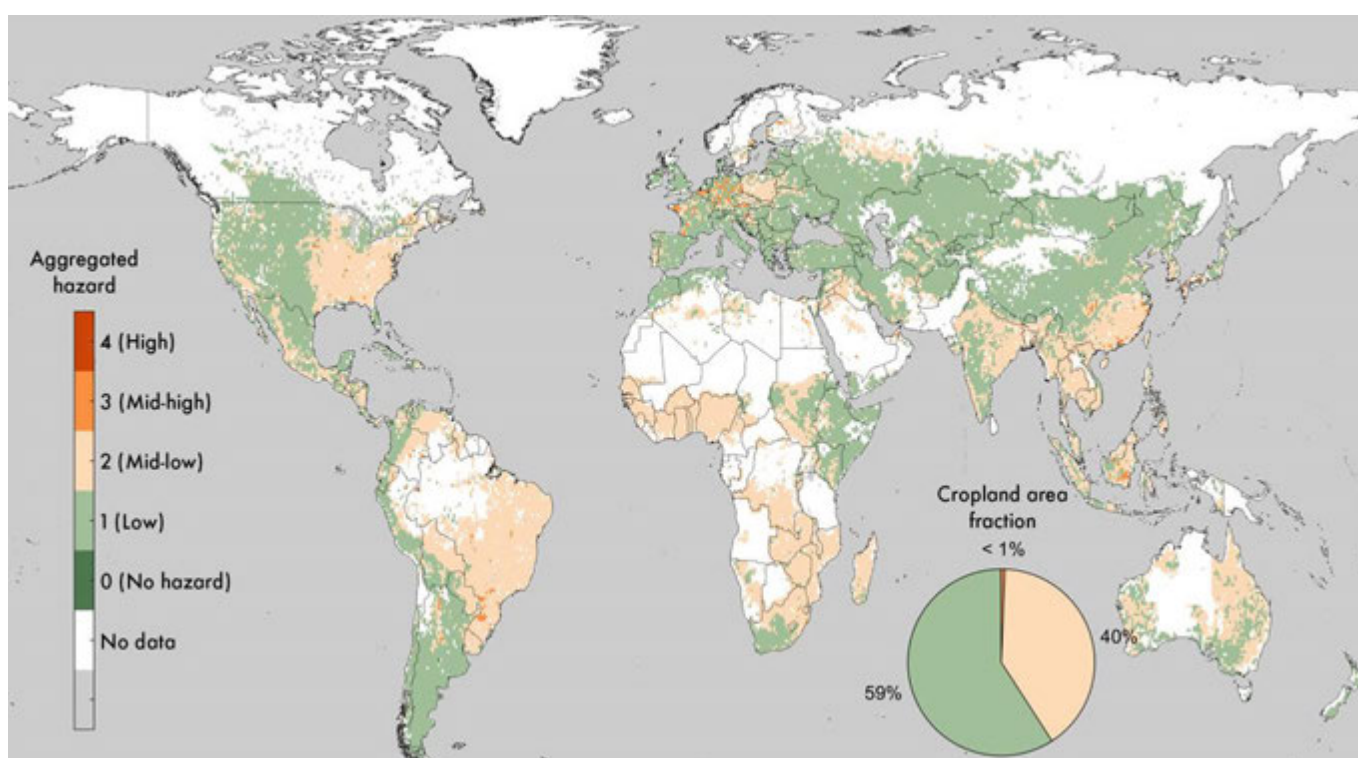 Aggregated
hazard
4 (High)
3 (Mid-high)
2 (Mid-low)
1 (Low)
0 (No hazard)
No data
Cropland area
fraction
< 1%
40%
59%